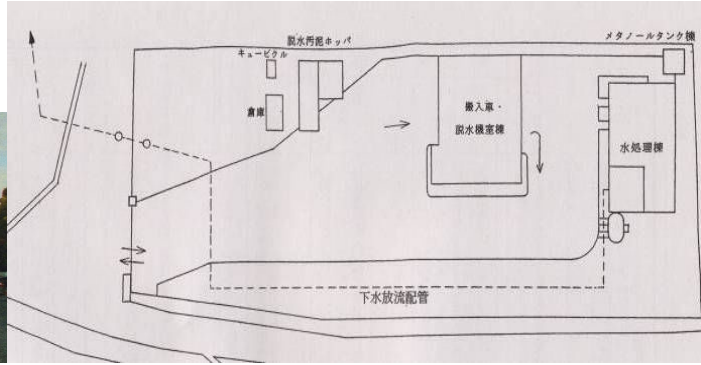 脱水汚泥ホッパ
キュービクル
倉庫
メタノールタンク機
搬入車・
脱水機室棟
水処理棟
下水放流配管